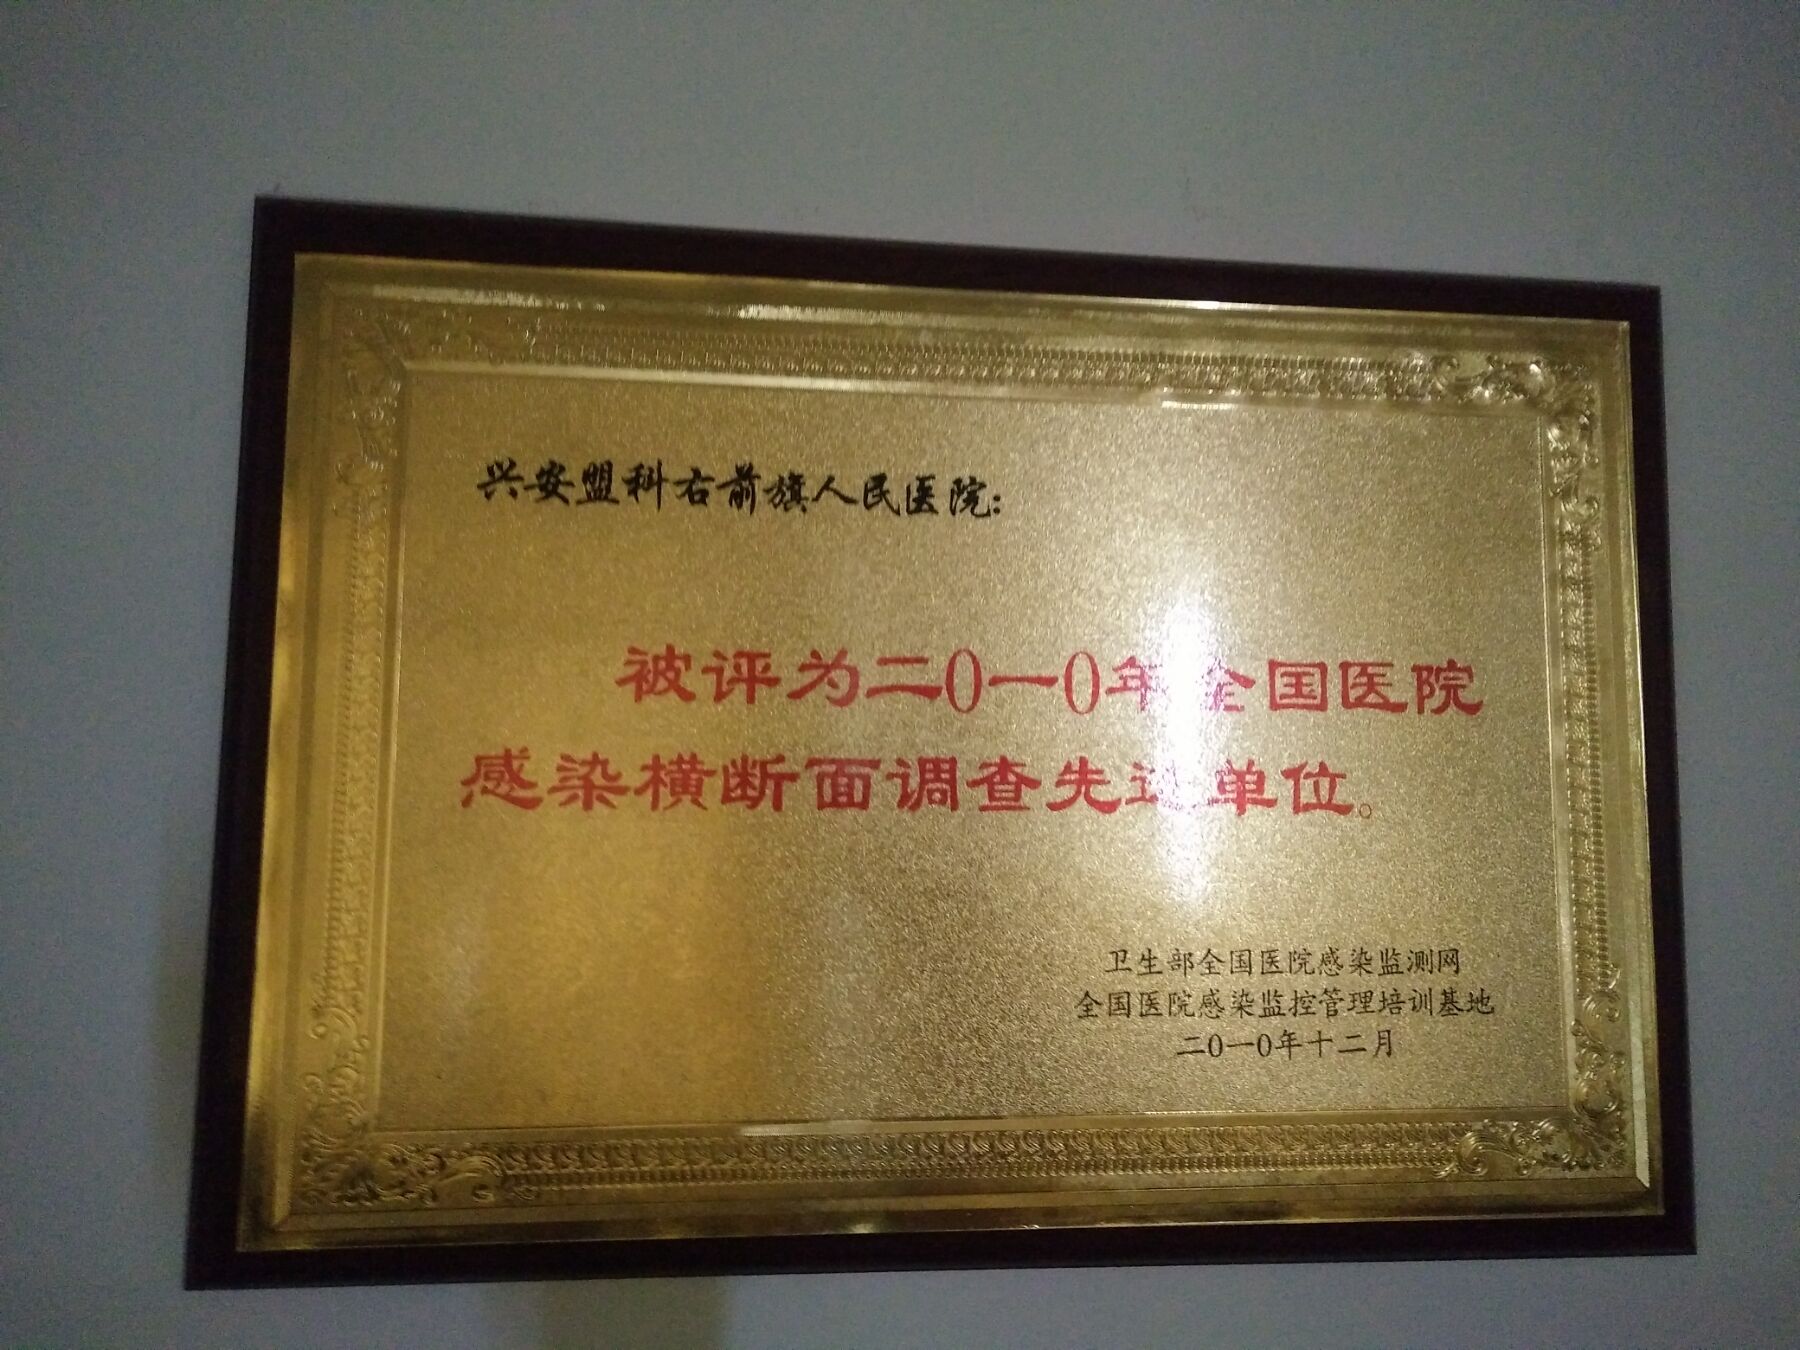 兴安盟科右前旗人民医院：
被评为二0一0年全国医院
感染横断面调查先进单位。
卫生部全国医院感染监测网
全国医院感染监控管理培训基地
二0一0年十二月